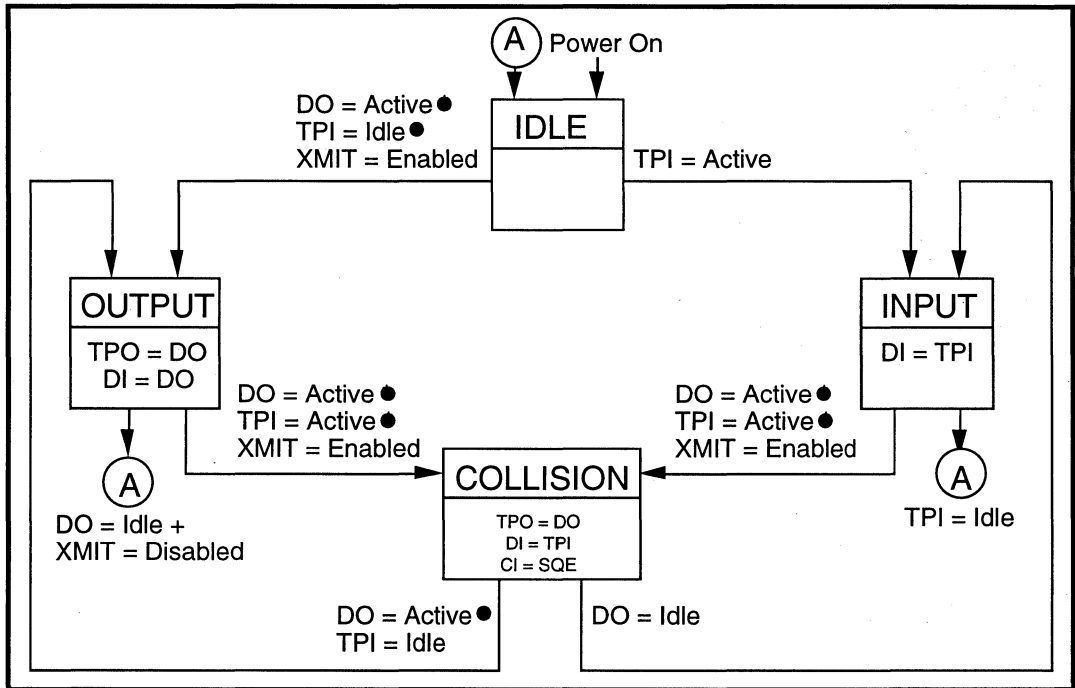 A Power On
DO = Active●
TPI = Idle●
XMIT = Enabled
IDLE
TPI = Active
OUTPUT
TPO = DO
DI = DO
INPUT
DI = TPI
DO = Active●
TPI = Active●
XMIT = Enabled
DO = Active●
TPI = Active●
XMIT = Enabled
A
DO = Idle +
XMIT = Disabled
COLLISION
TPO = DO
DI = TPI
CI = SQE
A
TPI = Idle
DO = Active●
TPI = Idle
DO = Idle